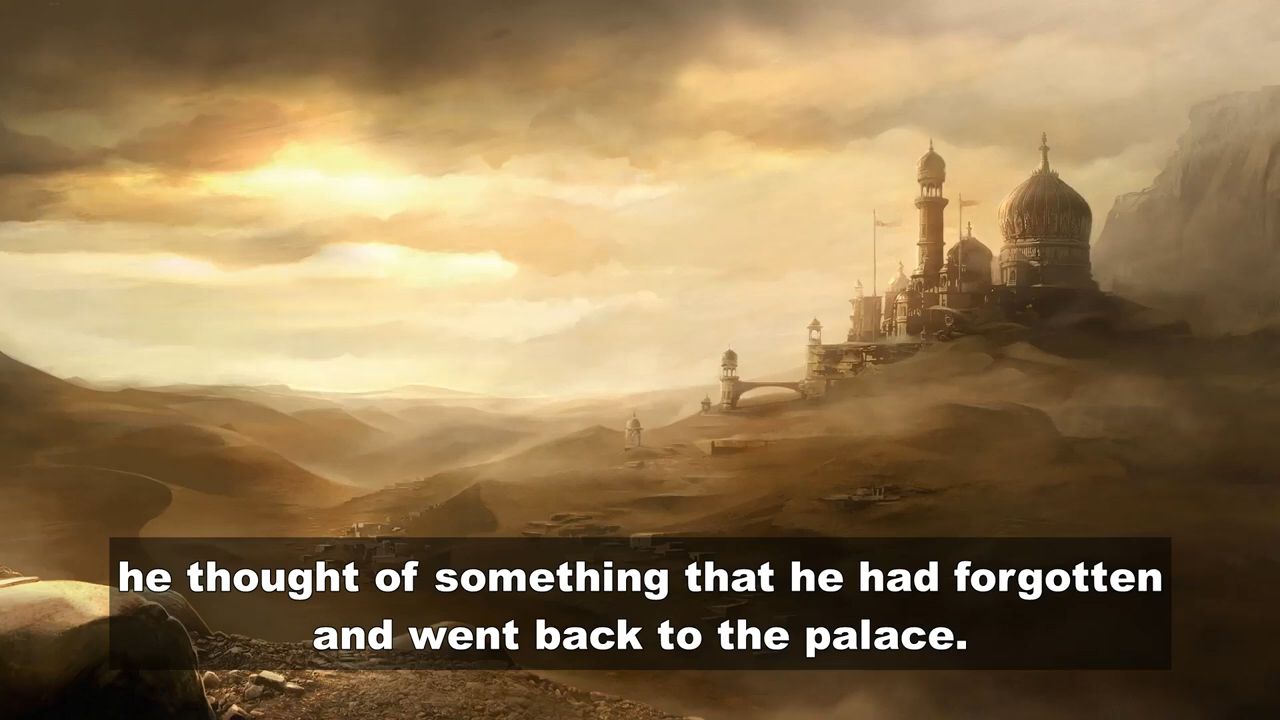 he thought of something that he had forgotten
and went back to the palace.